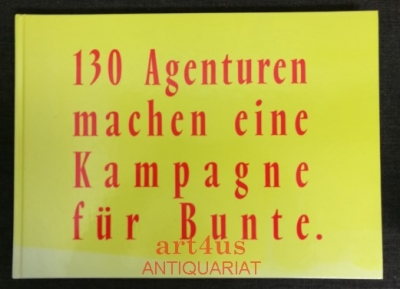 130 Agenturen
machen eine
Kampagne
für Bunte.
art4us
ANTIQUARIAT